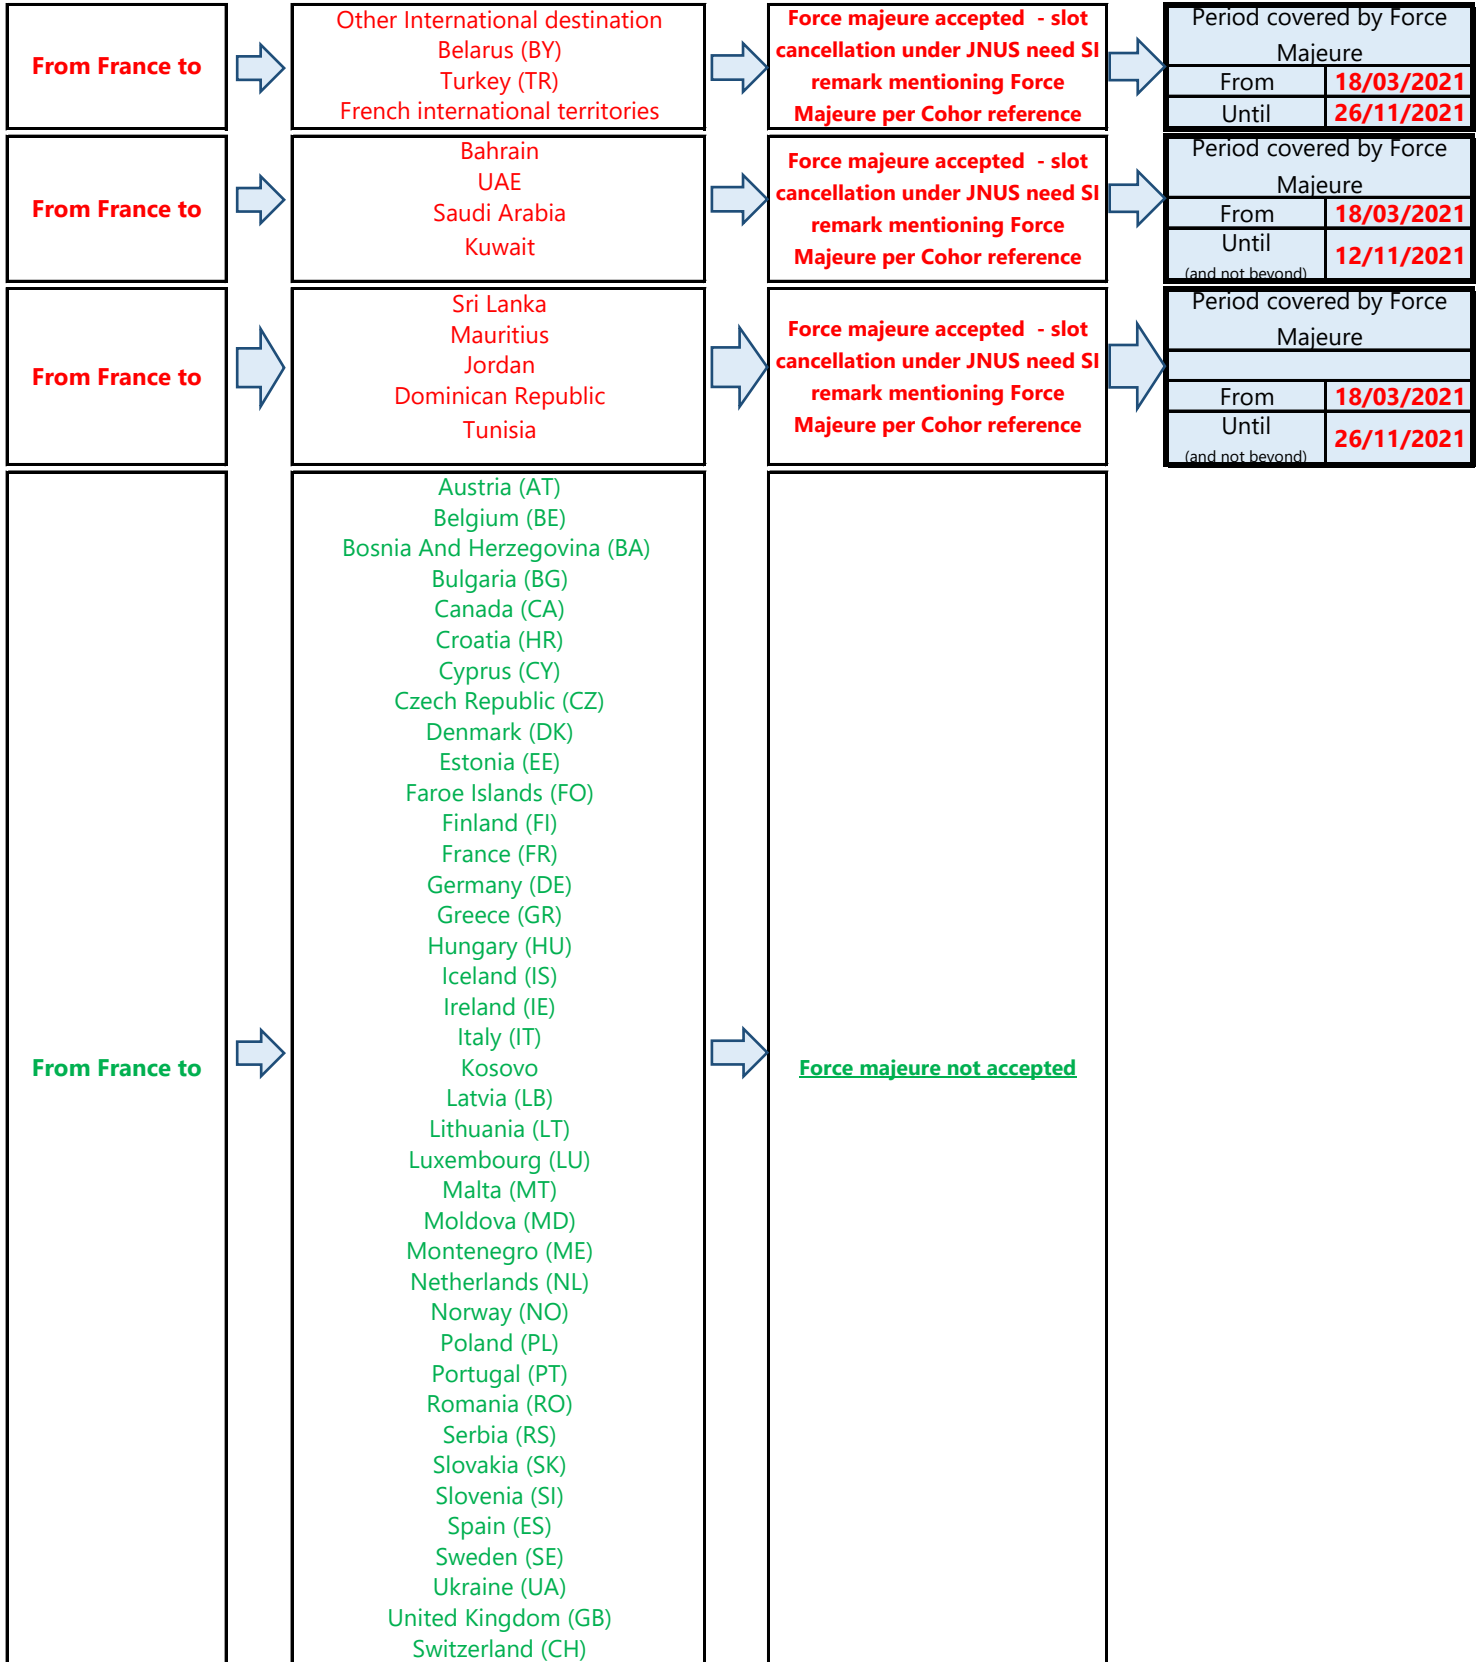 From France to
Other International destination
Belarus (BY)
Turkey (TR)
French international territories
Force majeure accepted - slot
cancellation under JNUS need SI
remark mentioning Force
Majeure per Cohor reference
Period covered by Force
Majeure
From 18/03/2021
Until 26/11/2021
From France to
Bahrain
UAE
Saudi Arabia
Kuwait
Force majeure accepted - slot
cancellation under JNUS need SI
remark mentioning Force
Majeure per Cohor reference
Period covered by Force
Majeure
From 18/03/2021
Until
(and not beyond)
12/11/2021
From France to
Sri Lanka
Mauritius
Jordan
Dominican Republic
Tunisia
Force majeure accepted - slot
cancellation under JNUS need SI
remark mentioning Force
Majeure per Cohor reference
Period covered by Force
Majeure
From 18/03/2021
Until
(and not beyond)
26/11/2021
From France to
Austria (AT)
Belgium (BE)
Bosnia And Herzegovina (BA)
Bulgaria (BG)
Canada (CA)
Croatia (HR)
Cyprus (CY)
Czech Republic (CZ)
Denmark (DK)
Estonia (EE)
Faroe Islands (FO)
Finland (FI)
France (FR)
Germany (DE)
Greece (GR)
Hungary (HU)
Iceland (IS)
Ireland (IE)
Italy (IT)
Kosovo
Latvia (LB)
Lithuania (LT)
Luxembourg (LU)
Malta (MT)
Moldova (MD)
Montenegro (ME)
Netherlands (NL)
Norway (NO)
Poland (PL)
Portugal (PT)
Romania (RO)
Serbia (RS)
Slovakia (SK)
Slovenia (SI)
Spain (ES)
Sweden (SE)
Ukraine (UA)
United Kingdom (GB)
Switzerland (CH)
Force majeure not accepted